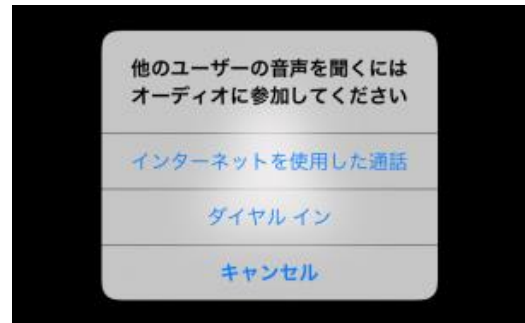 他のユーザーの音声を聞くには
オーディオに参加してください
インターネットを使用した通話
ダイヤル イン
キャンセル